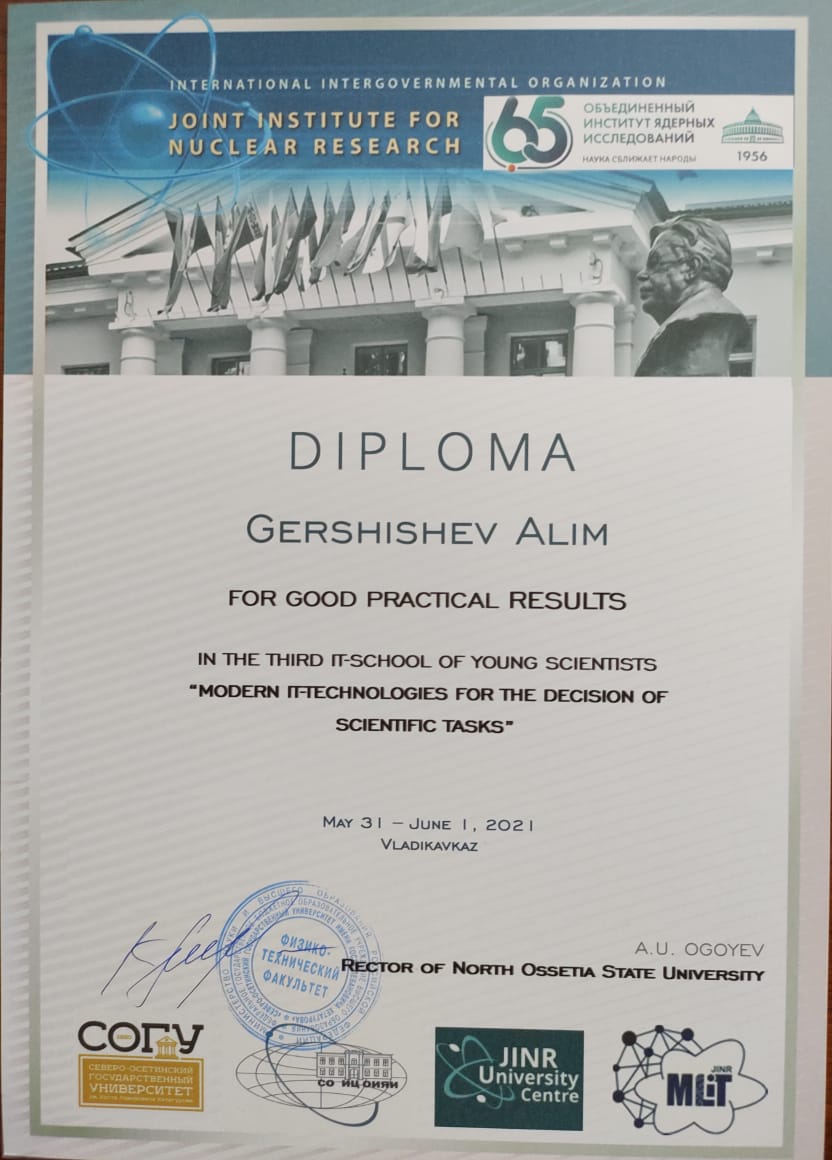 INTERNATIONAL INTERGOVERNMENTAL ORGANIZATION
JOINT INSTITUTE FOR
NUCLEAR RESEARCH
65
ОБЪЕДИНЕННЫЙ
ИНСТИТУТ ЯДЕРНЫХ
ИССЛЕДОВАНИЙ
НАУКА СБЛИЖАЕТ НАРОДЫ
1956
DIPLOMA
GERSHISHEV ALIM
FOR GOOD PRACTICAL RESULTS
IN THE THIRD IT-SCHOOL OF YOUNG SCIENTISTS
“MODERN IT-TECHNOLOGIES FOR THE DECISION OF
SCIENTIFIC TASKS”
MAY 31 – JUNE 1, 2021
VLADIKAVKAZ
ФИЗИКО-
ТЕХНИЧЕСКИЙ
ФАКУЛЬТЕТ
A.U. OGOYEV
RECTOR OF NORTH OSSETIA STATE UNIVERSITY
СОГУ
СЕВЕРО-ОСЕТИНСКИЙ
ГОСУДАРСТВЕННЫЙ
УНИВЕРСИТЕТ
СО ИЦ ОИЯИ
JINR
University
Centre
JINR
MLIT